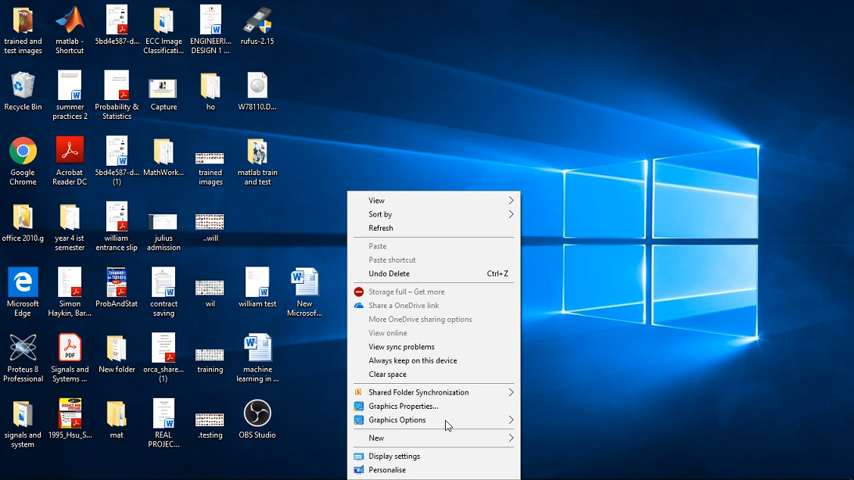 trained and
test images
matlab -
Shortcut
5bd4e587-d...
ECC Image
Classificati...
ENGINEERI...
DESIGN 1 ...
rufus-2.15
Recycle Bin
summer
practices 2
Probability &
Statistics
Capture
ho
W78110.D...
Google
Chrome
Acrobat
Reader DC
5bd4e587-d...
(1)
MathWork...
trained
images
matlab train
and test
office 2010.g
year 4 ist
semester
william
entrance slip
julius
admission
..will
Microsoft
Edge
Simon
Haykin, Bar...
ProbAndStat
contract
saving
wil
william test
New
Microsof...
Proteus 8
Professional
Signals and
Systems ...
New folder
orca_share...
(1)
training
machine
learning in ...
signals and
system
1995_Hsu_S...
mat
REAL
PROJEC...
.testing
OBS Studio
View
Sort by
Refresh
Paste
Paste shortcut
Undo Delete Ctrl+Z
Storage full – Get more
Share a OneDrive link
More OneDrive sharing options
View online
View sync problems
Always keep on this device
Clear space
Shared Folder Synchronization
Graphics Properties...
Graphics Options
New
Display settings
Personalise